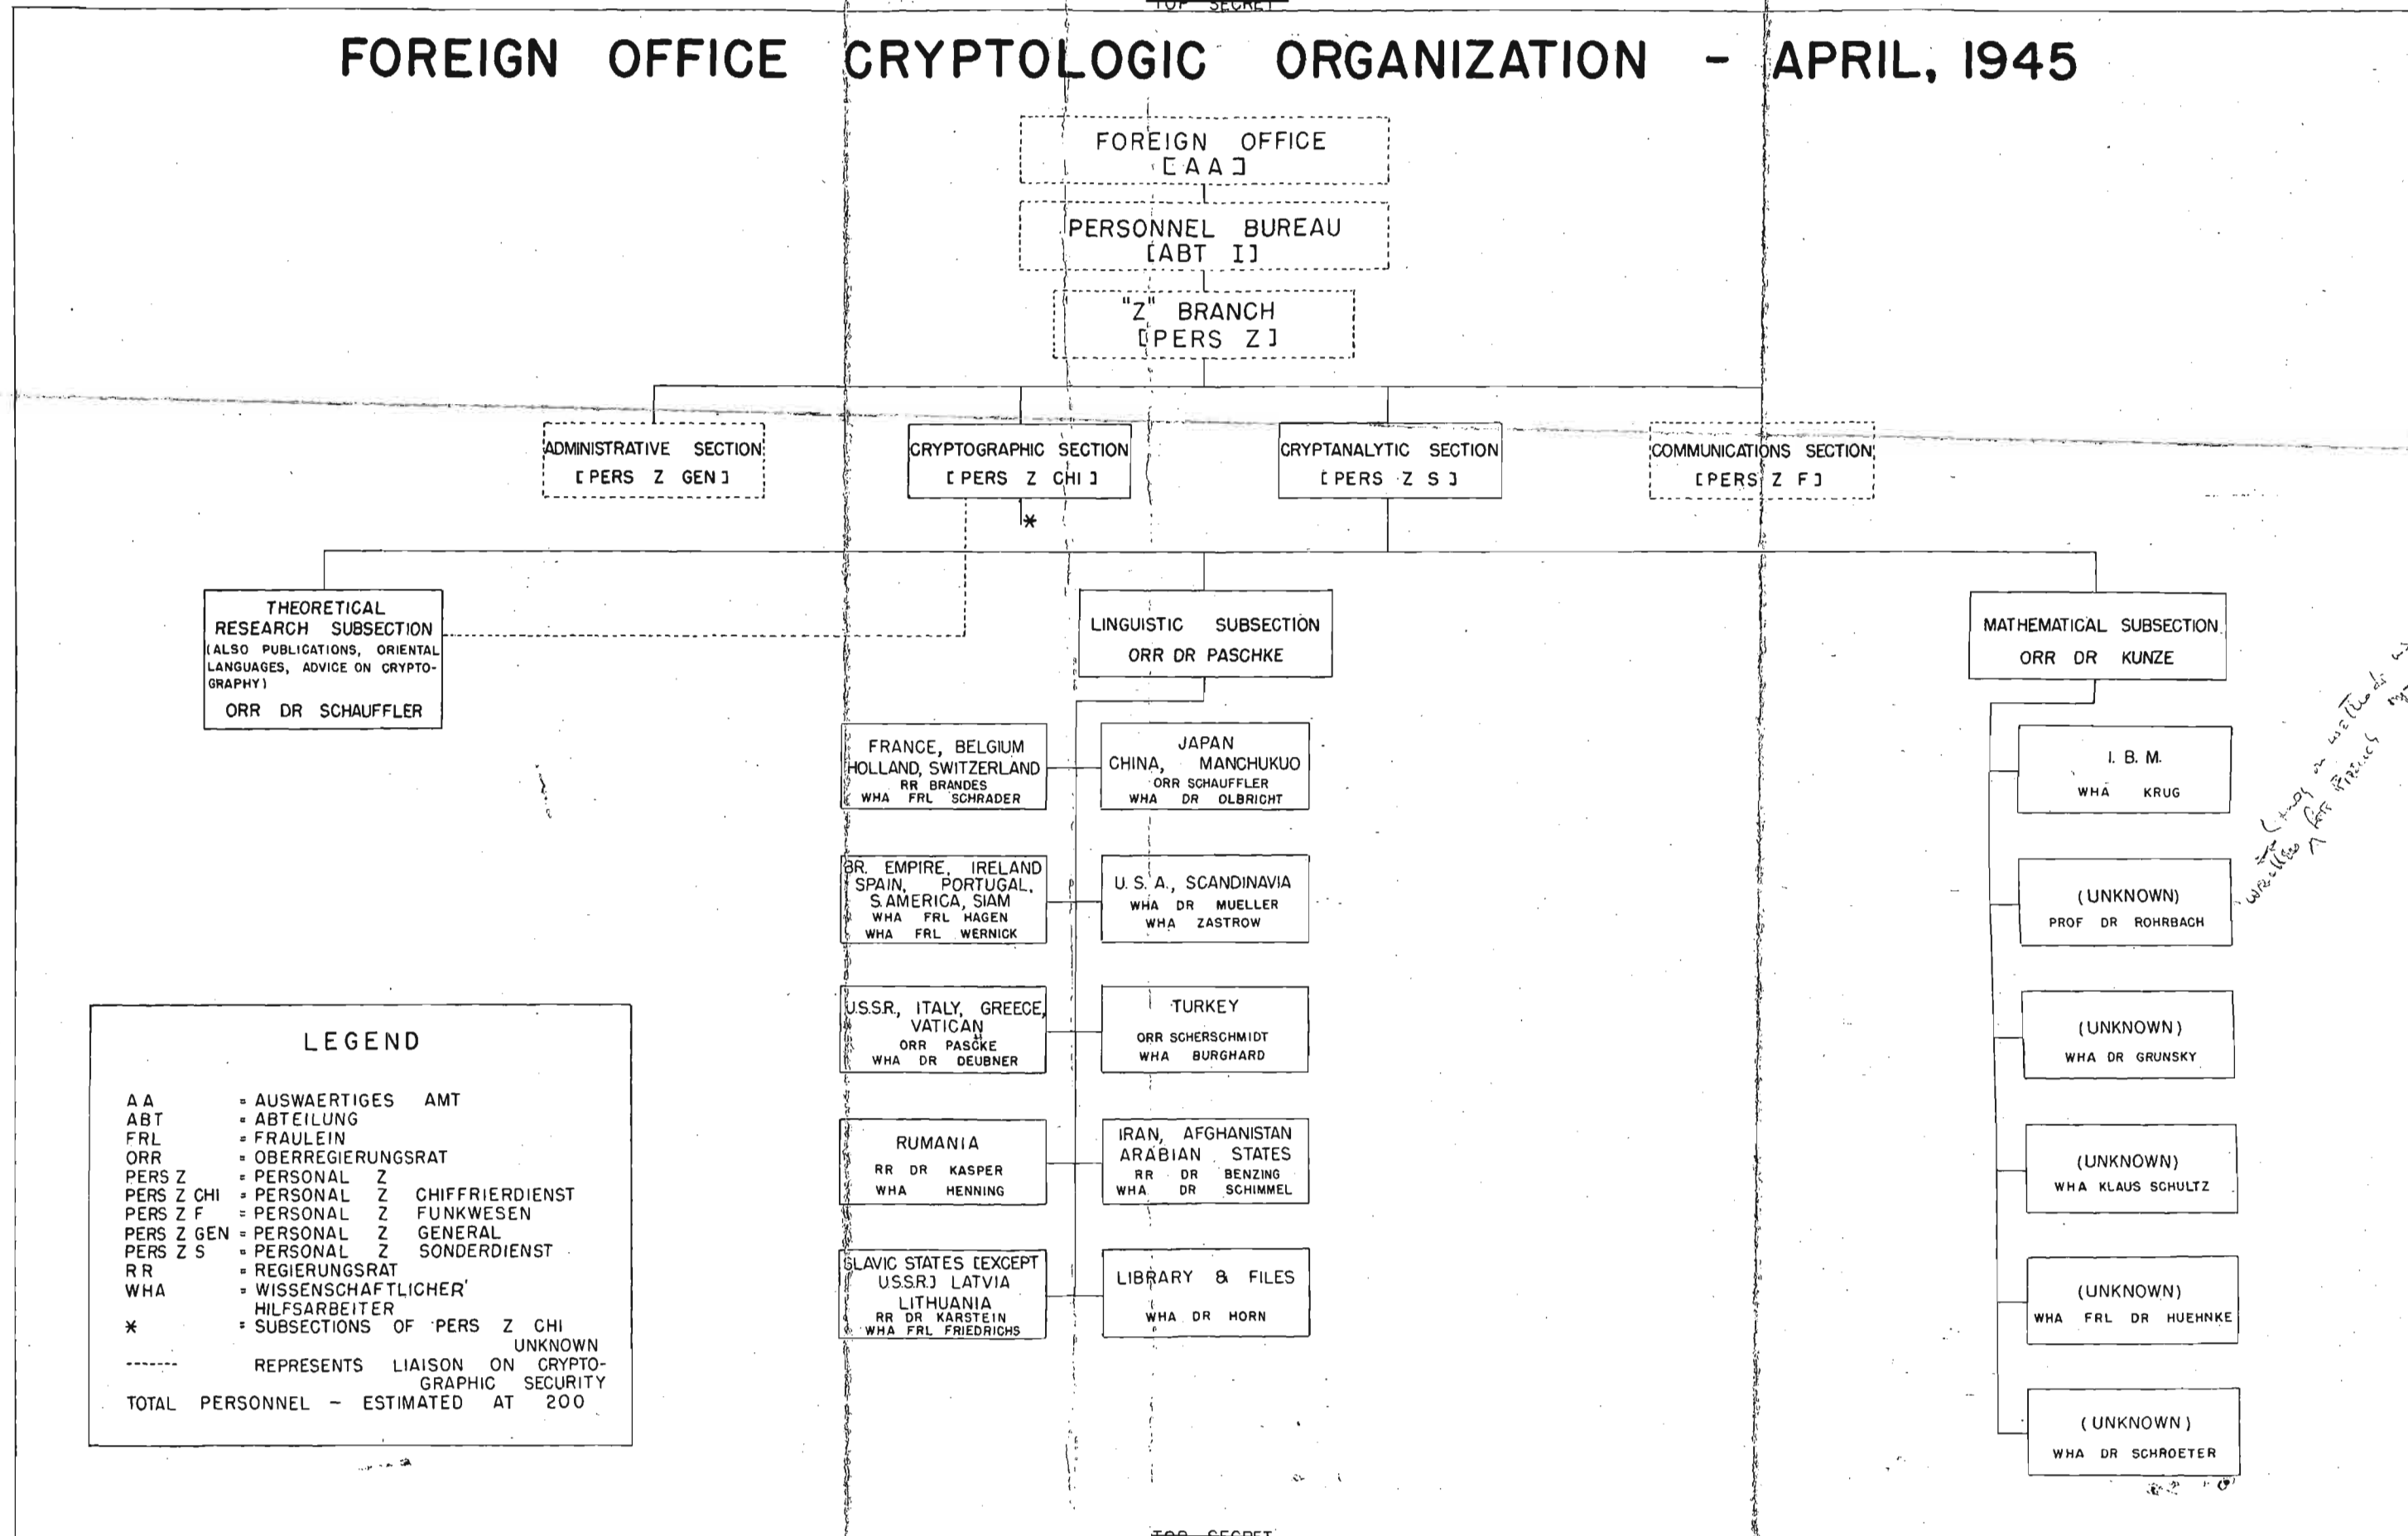 TOP SECRET
FOREIGN OFFICE CRYPTOLOGIC ORGANIZATION - APRIL, 1945
FOREIGN OFFICE
[AA]
PERSONNEL BUREAU
[ABT I]
"Z" BRANCH
[PERS Z]
ADMINISTRATIVE SECTION
[PERS Z GEN]
CRYPTOGRAPHIC SECTION
[PERS Z CHI]
*
CRYPTANALYTIC SECTION
[PERS Z S]
COMMUNICATIONS SECTION
[PERS Z F]
THEORETICAL
RESEARCH SUBSECTION
(ALSO PUBLICATIONS, ORIENTAL
LANGUAGES, ADVICE ON CRYPTO-
GRAPHY)
ORR DR SCHAUFFLER
LINGUISTIC SUBSECTION
ORR DR PASCHKE
MATHEMATICAL SUBSECTION
ORR DR KUNZE
FRANCE, BELGIUM
HOLLAND, SWITZERLAND
RR BRANDES
WHA FRL SCHRADER
JAPAN
CHINA, MANCHUKUO
ORR SCHAUFFLER
WHA DR OLBRICHT
BR. EMPIRE, IRELAND
SPAIN, PORTUGAL,
S.AMERICA, SIAM
WHA FRL HAGEN
WHA FRL WERNICK
U.S.A., SCANDINAVIA
WHA DR MUELLER
WHA ZASTROW
U.S.S.R., ITALY, GREECE,
VATICAN
ORR PASCHKE
WHA DR DEUBNER
TURKEY
ORR SCHERSCHMIDT
WHA BURGHARD
RUMANIA
RR DR KASPER
WHA HENNING
IRAN, AFGHANISTAN
ARABIAN STATES
RR DR BENZING
WHA DR SCHIMMEL
SLAVIC STATES [EXCEPT
U.S.S.R.] LATVIA
LITHUANIA
RR DR KARSTEIN
WHA FRL FRIEDRICHS
LIBRARY & FILES
WHA DR HORN
I. B. M.
WHA KRUG
(UNKNOWN)
PROF DR ROHRBACH
(UNKNOWN)
WHA DR GRUNSKY
(UNKNOWN)
WHA KLAUS SCHULTZ
(UNKNOWN)
WHA FRL DR HUEHNKE
(UNKNOWN)
WHA DR SCHROETER
LEGEND
AA = AUSWAERTIGES AMT
ABT = ABTEILUNG
FRL = FRAULEIN
ORR = OBERREGIERUNGSRAT
PERS Z = PERSONAL Z
PERS Z CHI = PERSONAL Z CHIFFRIERDIENST
PERS Z F = PERSONAL Z FUNKWESEN
PERS Z GEN = PERSONAL Z GENERAL
PERS Z S = PERSONAL Z SONDERDIENST
RR = REGIERUNGSRAT
WHA = WISSENSCHAFTLICHER
HILFSARBEITER
* = SUBSECTIONS OF PERS Z CHI
UNKNOWN
------- REPRESENTS LIAISON ON CRYPTO-
GRAPHIC SECURITY
TOTAL PERSONNEL - ESTIMATED AT 200
TOP SECRET